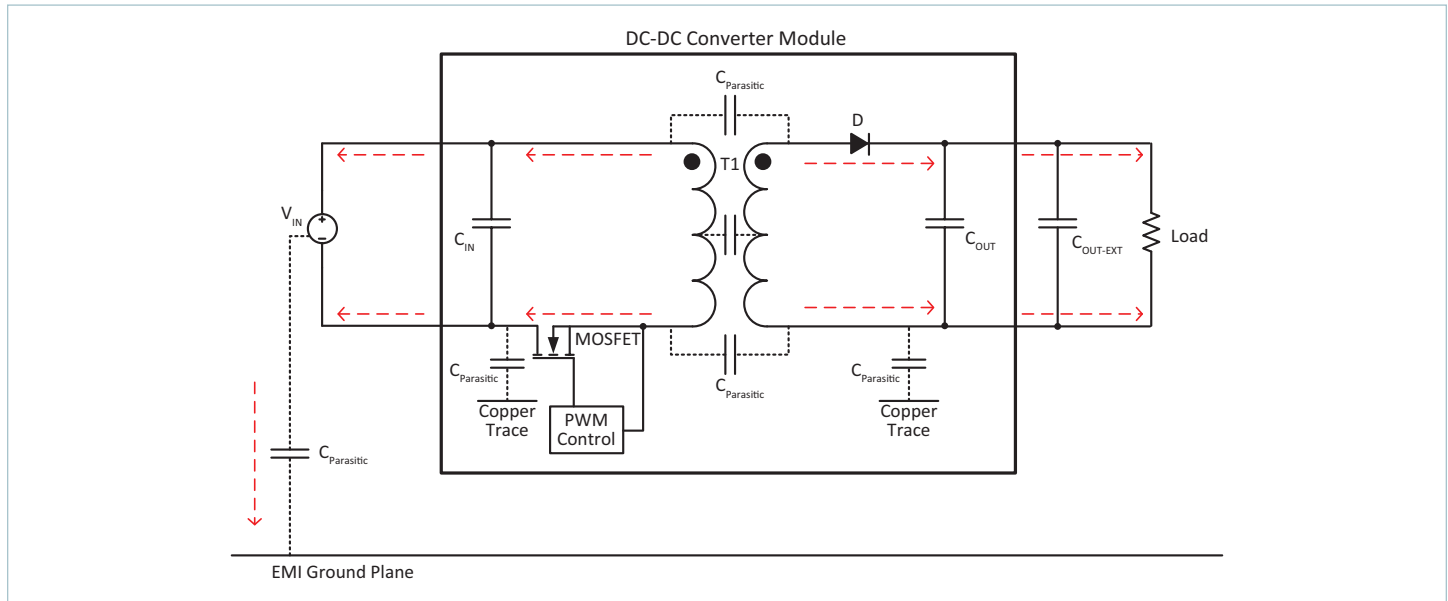 DC-DC Converter Module
CParasitic
D
T1
VIN
+
−
CIN
COUT
COUT-EXT
Load
MOSFET
CParasitic
CParasitic
CParasitic
Copper
Trace
PWM
Control
Copper
Trace
CParasitic
EMI Ground Plane